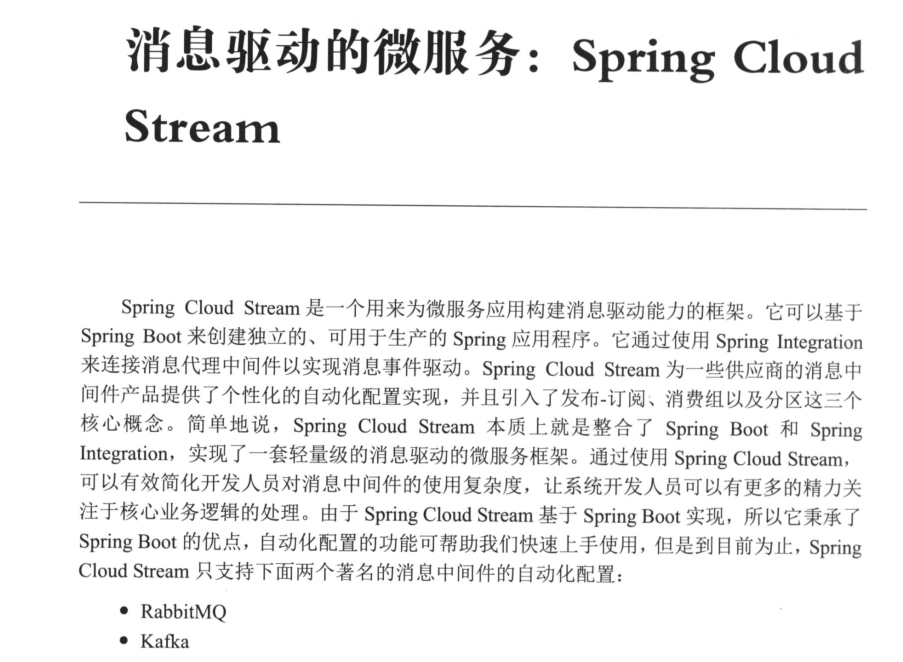 消息驱动的微服务：Spring Cloud
Stream
Spring Cloud Stream 是一个用来为微服务应用构建消息驱动能力的框架。它可以基于
Spring Boot 来创建独立的、可用于生产的 Spring 应用程序。它通过使用 Spring Integration
来连接消息代理中间件以实现消息事件驱动。Spring Cloud Stream 为一些供应商的消息中
间件产品提供了个性化的自动化配置实现，并且引入了发布-订阅、消费组以及分区这三个
核心概念。简单地说，Spring Cloud Stream 本质上就是整合了 Spring Boot 和 Spring
Integration，实现了一套轻量级的消息驱动的微服务框架。通过使用 Spring Cloud Stream，
可以有效简化开发人员对消息中间件的使用复杂度，让系统开发人员可以有更多的精力关
注于核心业务逻辑的处理。由于 Spring Cloud Stream 基于 Spring Boot 实现，所以它秉承了
Spring Boot 的优点，自动化配置的功能可帮助我们快速上手使用，但是到目前为止，Spring
Cloud Stream 只支持下面两个著名的消息中间件的自动化配置：
• RabbitMQ
• Kafka